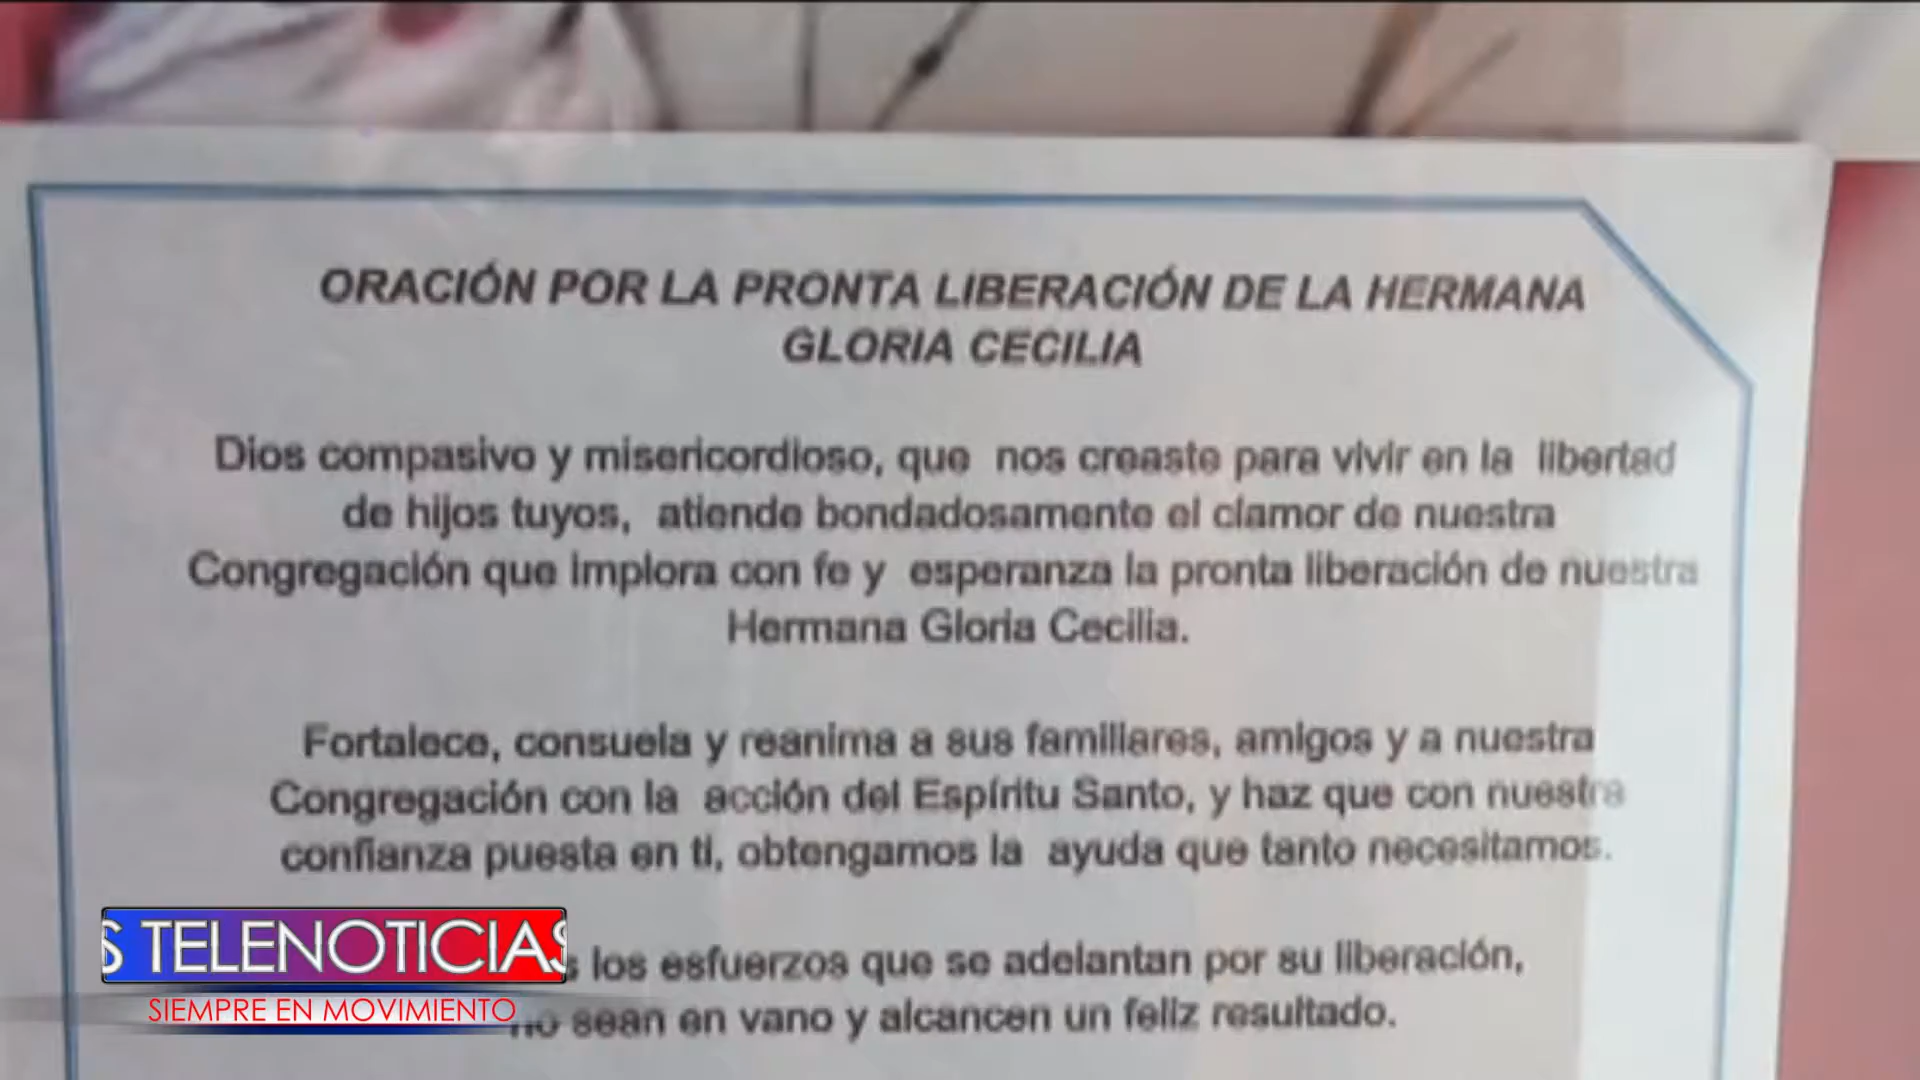 ORACIÓN POR LA PRONTA LIBERACIÓN DE LA HERMANA
GLORIA CECILIA
Dios compasivo y misericordioso, que nos creaste para vivir en la libertad
de hijos tuyos, atiende bondadosamente el clamor de nuestra
Congregación que implora con fe y esperanza la pronta liberación de nuestra
Hermana Gloria Cecilia.
Fortalece, consuela y reanima a sus familiares, amigos y a nuestra
Congregación con la acción del Espíritu Santo, y haz que con nuestra
confianza puesta en ti, obtengamos la ayuda que tanto necesitamos.
los esfuerzos que se adelantan por su liberación,
no sean en vano y alcancen un feliz resultado.
S TELENOTICIAS
SIEMPRE EN MOVIMIENTO